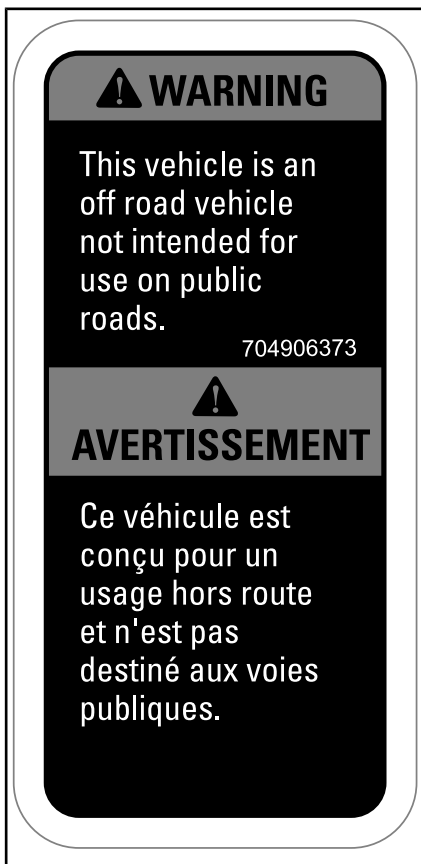 WARNING
This vehicle is an
off road vehicle
not intended for
use on public
roads.
704906373
AVERTISSEMENT
Ce véhicule est
conçu pour un
usage hors route
et n'est pas
destiné aux voies
publiques.